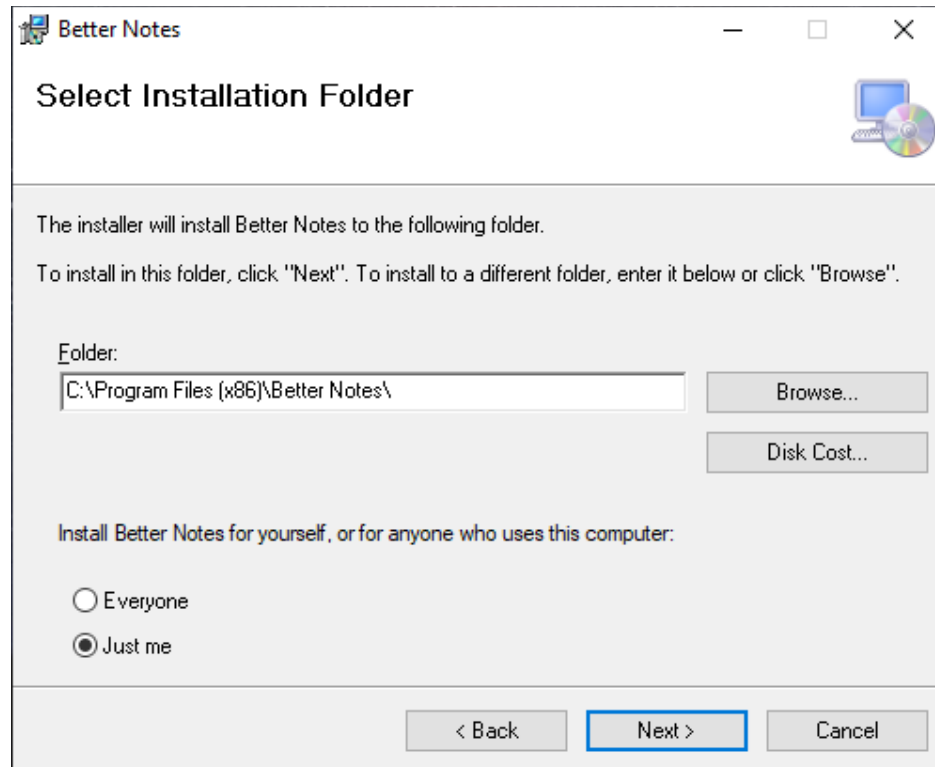 Better Notes
Select Installation Folder
The installer will install Better Notes to the following folder.
To install in this folder, click "Next". To install to a different folder, enter it below or click "Browse".
Folder:
C:\Program Files (x86)\Better Notes\
Browse...
Disk Cost...
Install Better Notes for yourself, or for anyone who uses this computer:
Everyone
Just me
< Back
Next >
Cancel